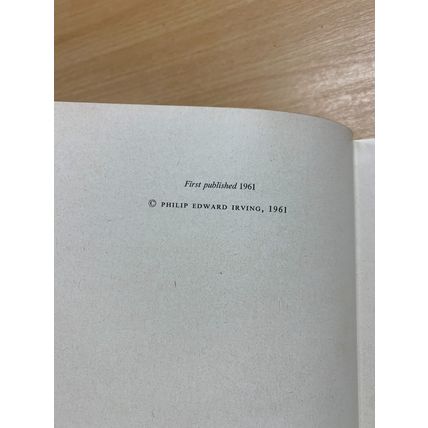 First published 1961
© PHILIP EDWARD IRVING, 1961